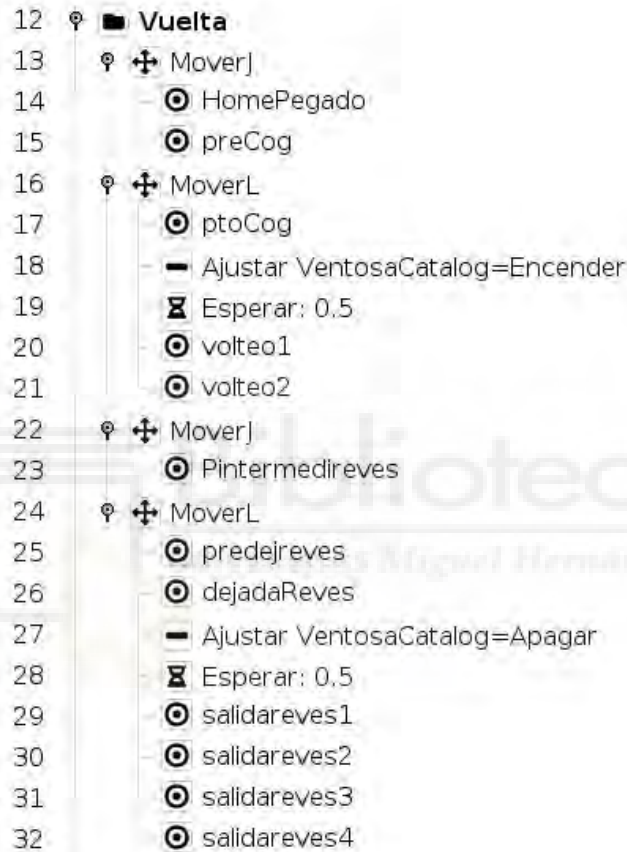 12 Vuelta
13 MoverJ
14 HomePegado
15 preCog
16 MoverL
17 ptoCog
18 Ajustar VentosaCatalog=Encender
19 Esperar: 0.5
20 volteo1
21 volteo2
22 MoverJ
23 Pintermedireves
24 MoverL
25 predejreves
26 dejadaReves
27 Ajustar VentosaCatalog=Apagar
28 Esperar: 0.5
29 salidareves1
30 salidareves2
31 salidareves3
32 salidareves4